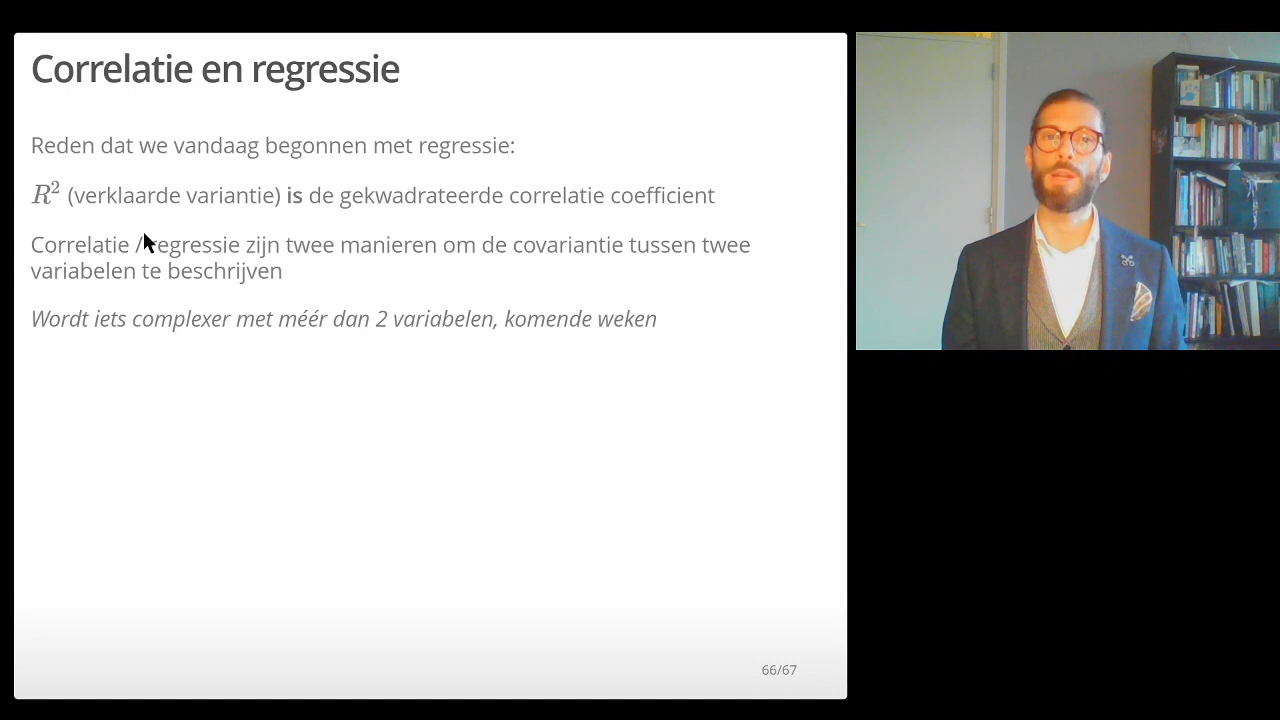 Correlatie en regressie
Reden dat we vandaag begonnen met regressie:
R² (verklaarde variantie) is de gekwadrateerde correlatie coefficient
Correlatie / regressie zijn twee manieren om de covariantie tussen twee
variabelen te beschrijven
Wordt iets complexer met méér dan 2 variabelen, komende weken
66/67